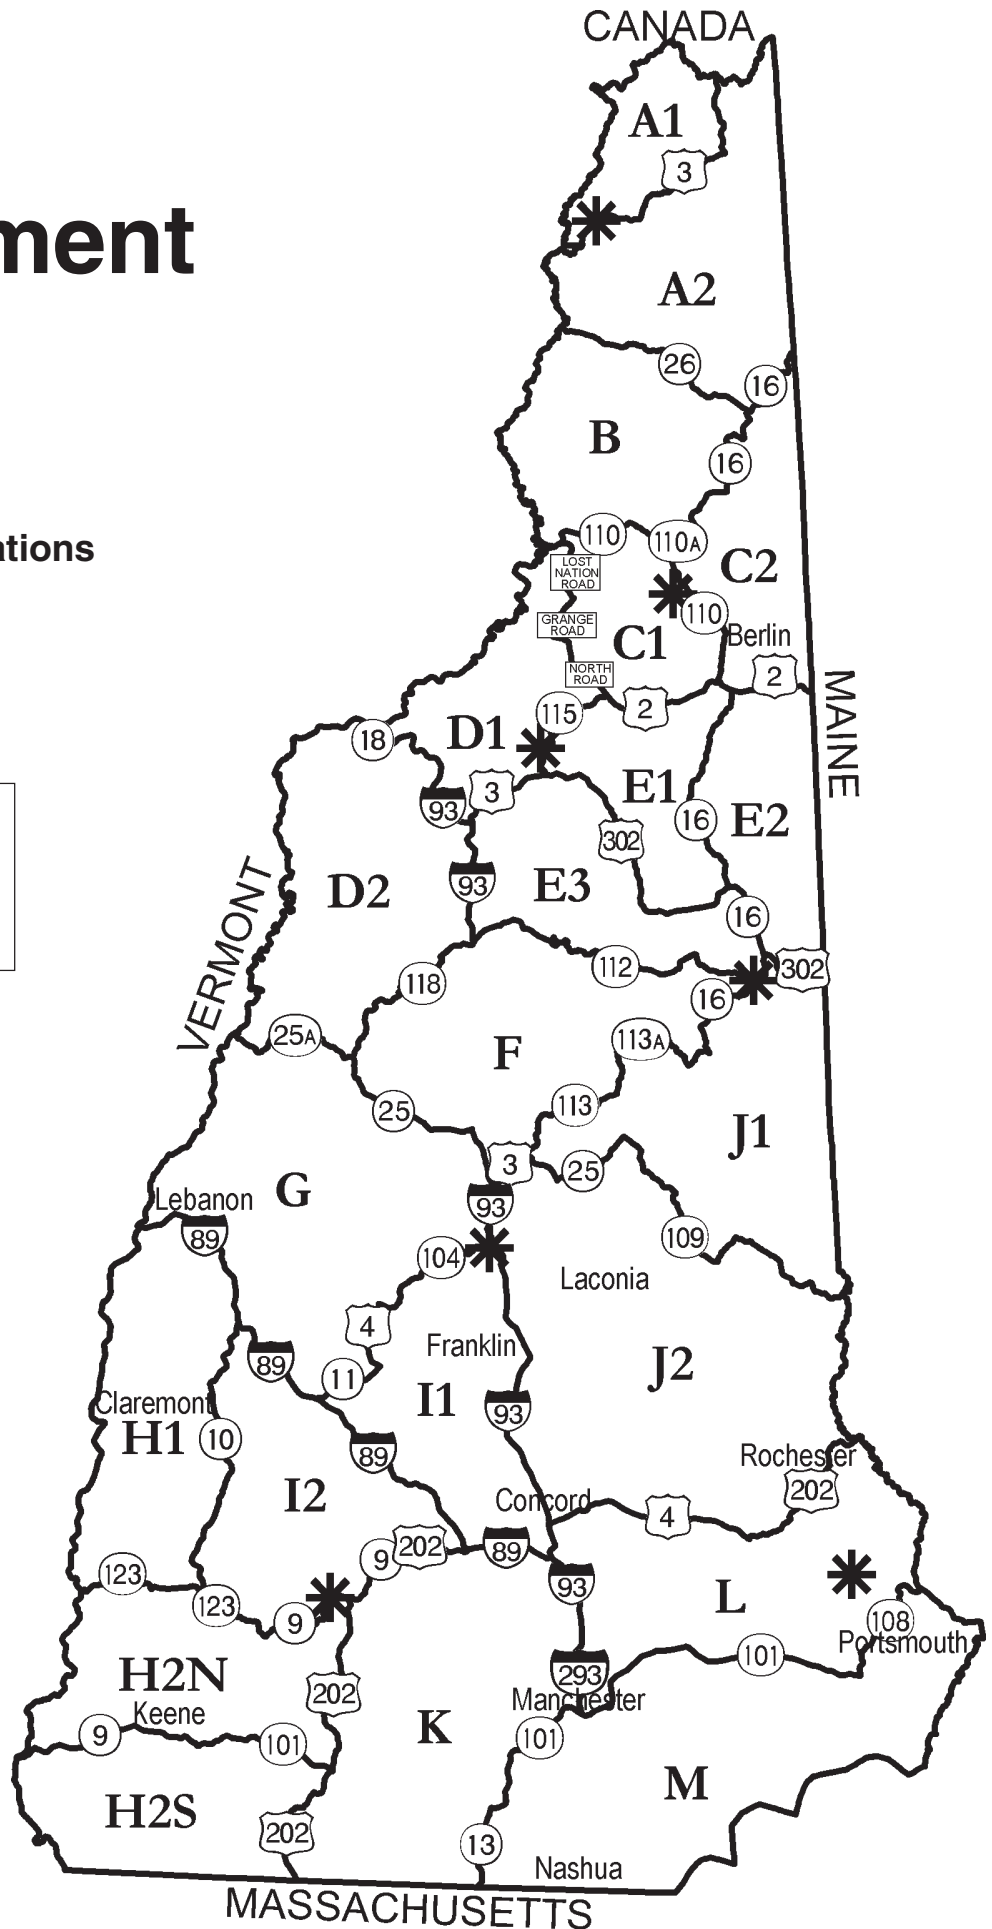 CANADA
A1
3
ment
A2
26
16
B
16
110
110A
ations
LOST
NATION
ROAD
C2
110
GRANGE
ROAD
C1
Berlin
NORTH
ROAD
2
2
MAINE
115
18
D1
3
93
E1
16
E2
302
93
D2
E3
VERMONT
16
302
112
118
16
25A
113A
F
25
113
J1
3
25
G
93
Lebanon
89
109
104
Laconia
4
Franklin
89
11
J2
I1
93
Claremont
H1
10
89
Rochester
202
I2
Concord
4
9
202
89
123
93
L
123
9
108
Portsmouth
101
H2N
202
293
Manchester
Keene
9
101
K
101
M
H2S
202
13
Nashua
MASSACHUSETTS